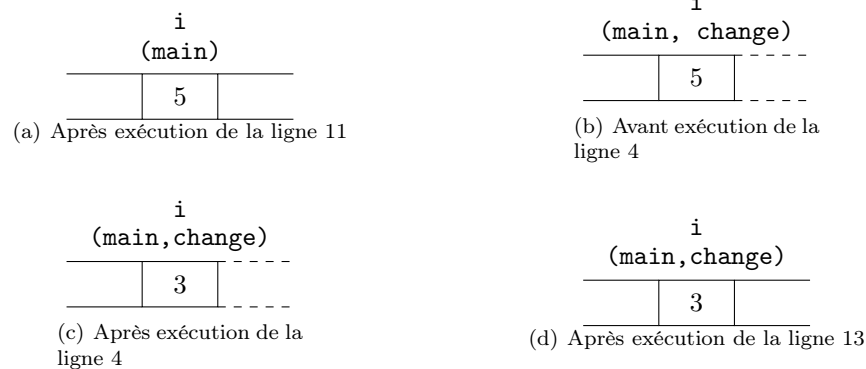 i
(main)
5
(a) Après exécution de la ligne 11
i
(main, change)
5
(b) Avant exécution de la
ligne 4
i
(main,change)
3
(c) Après exécution de la
ligne 4
i
(main,change)
3
(d) Après exécution de la ligne 13